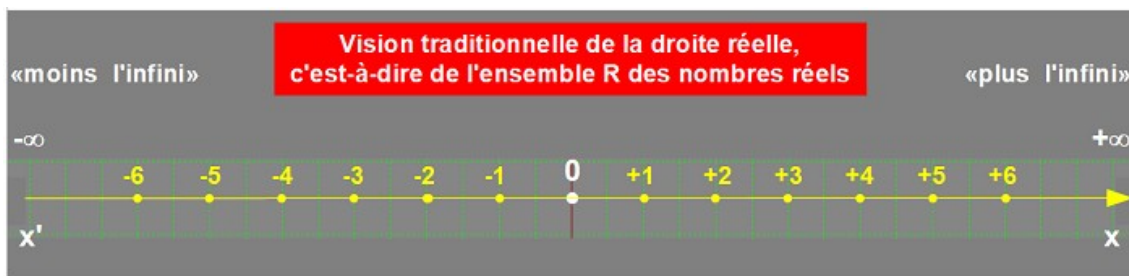 Vision traditionnelle de la droite réelle,
c'est-à-dire de l'ensemble R des nombres réels
«moins l'infini» «plus l'infini»
-∞ +∞
-6 -5 -4 -3 -2 -1 0 +1 +2 +3 +4 +5 +6
x' x